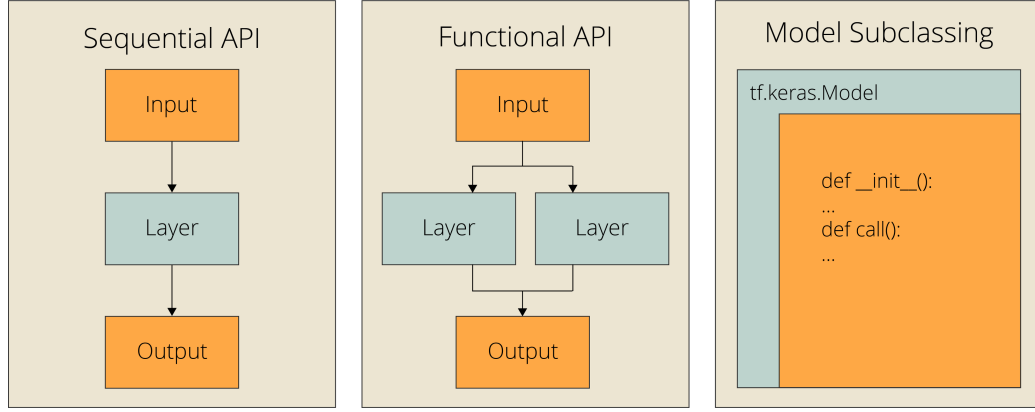 Sequential API
Input
Layer
Output
Functional API
Input
Layer
Layer
Output
Model Subclassing
tf.keras.Model
def __init__():
...
def call():
...